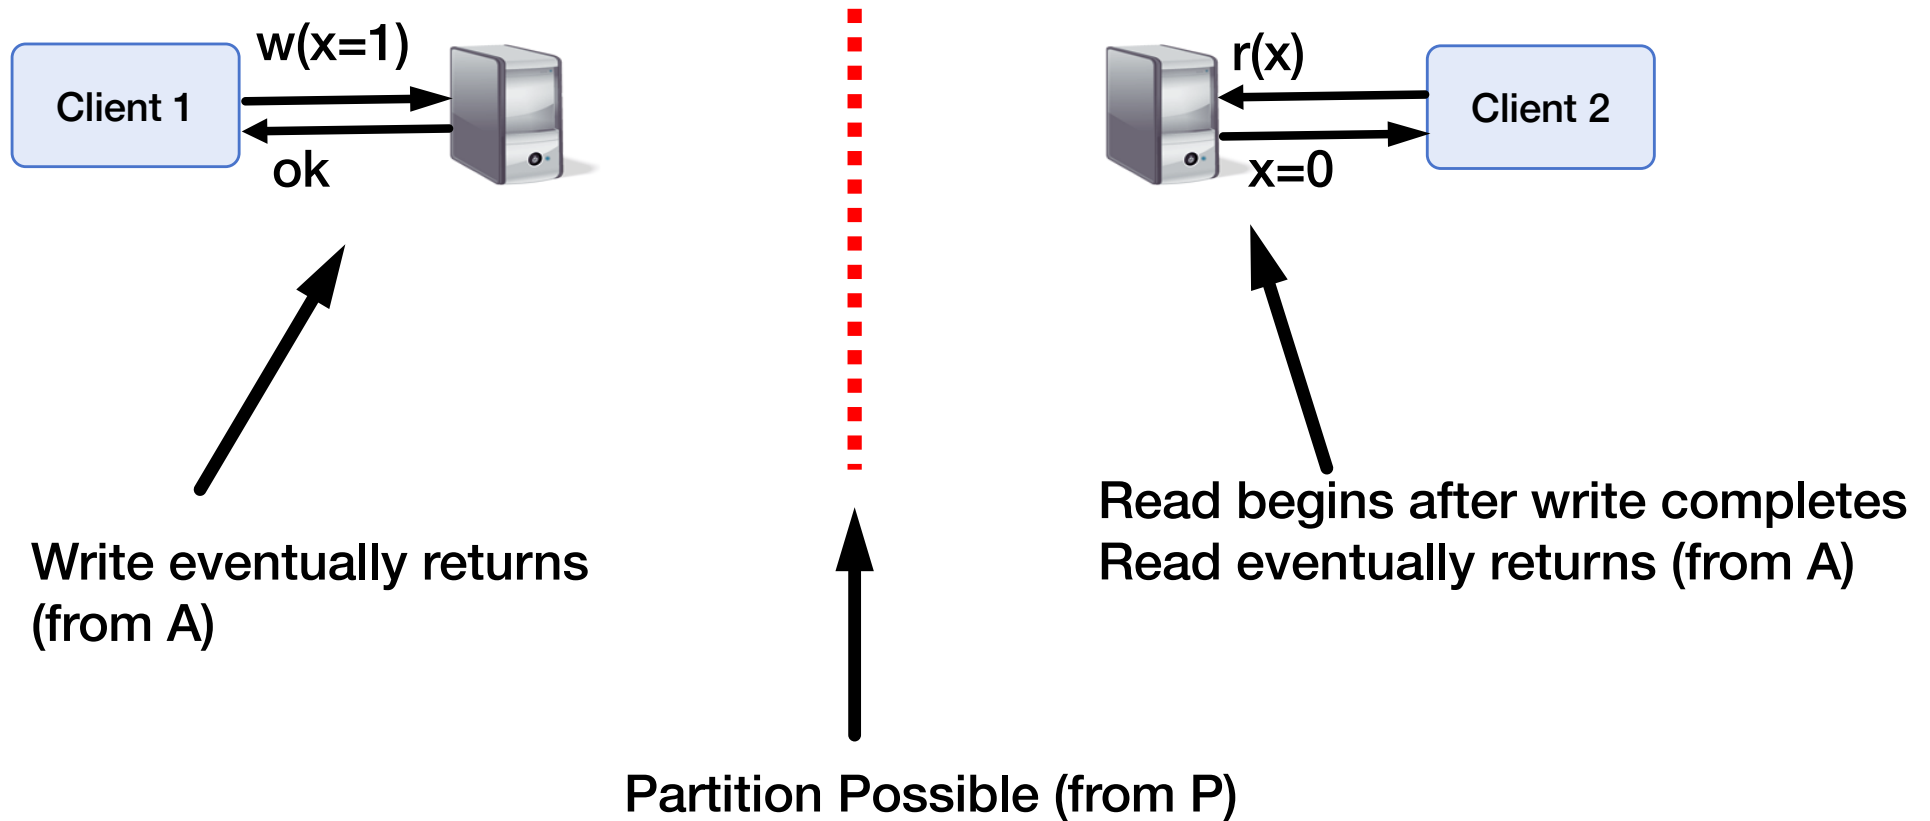 w(x=1)
Client 1
ok
r(x)
Client 2
x=0
Write eventually returns
(from A)
Read begins after write completes
Read eventually returns (from A)
Partition Possible (from P)